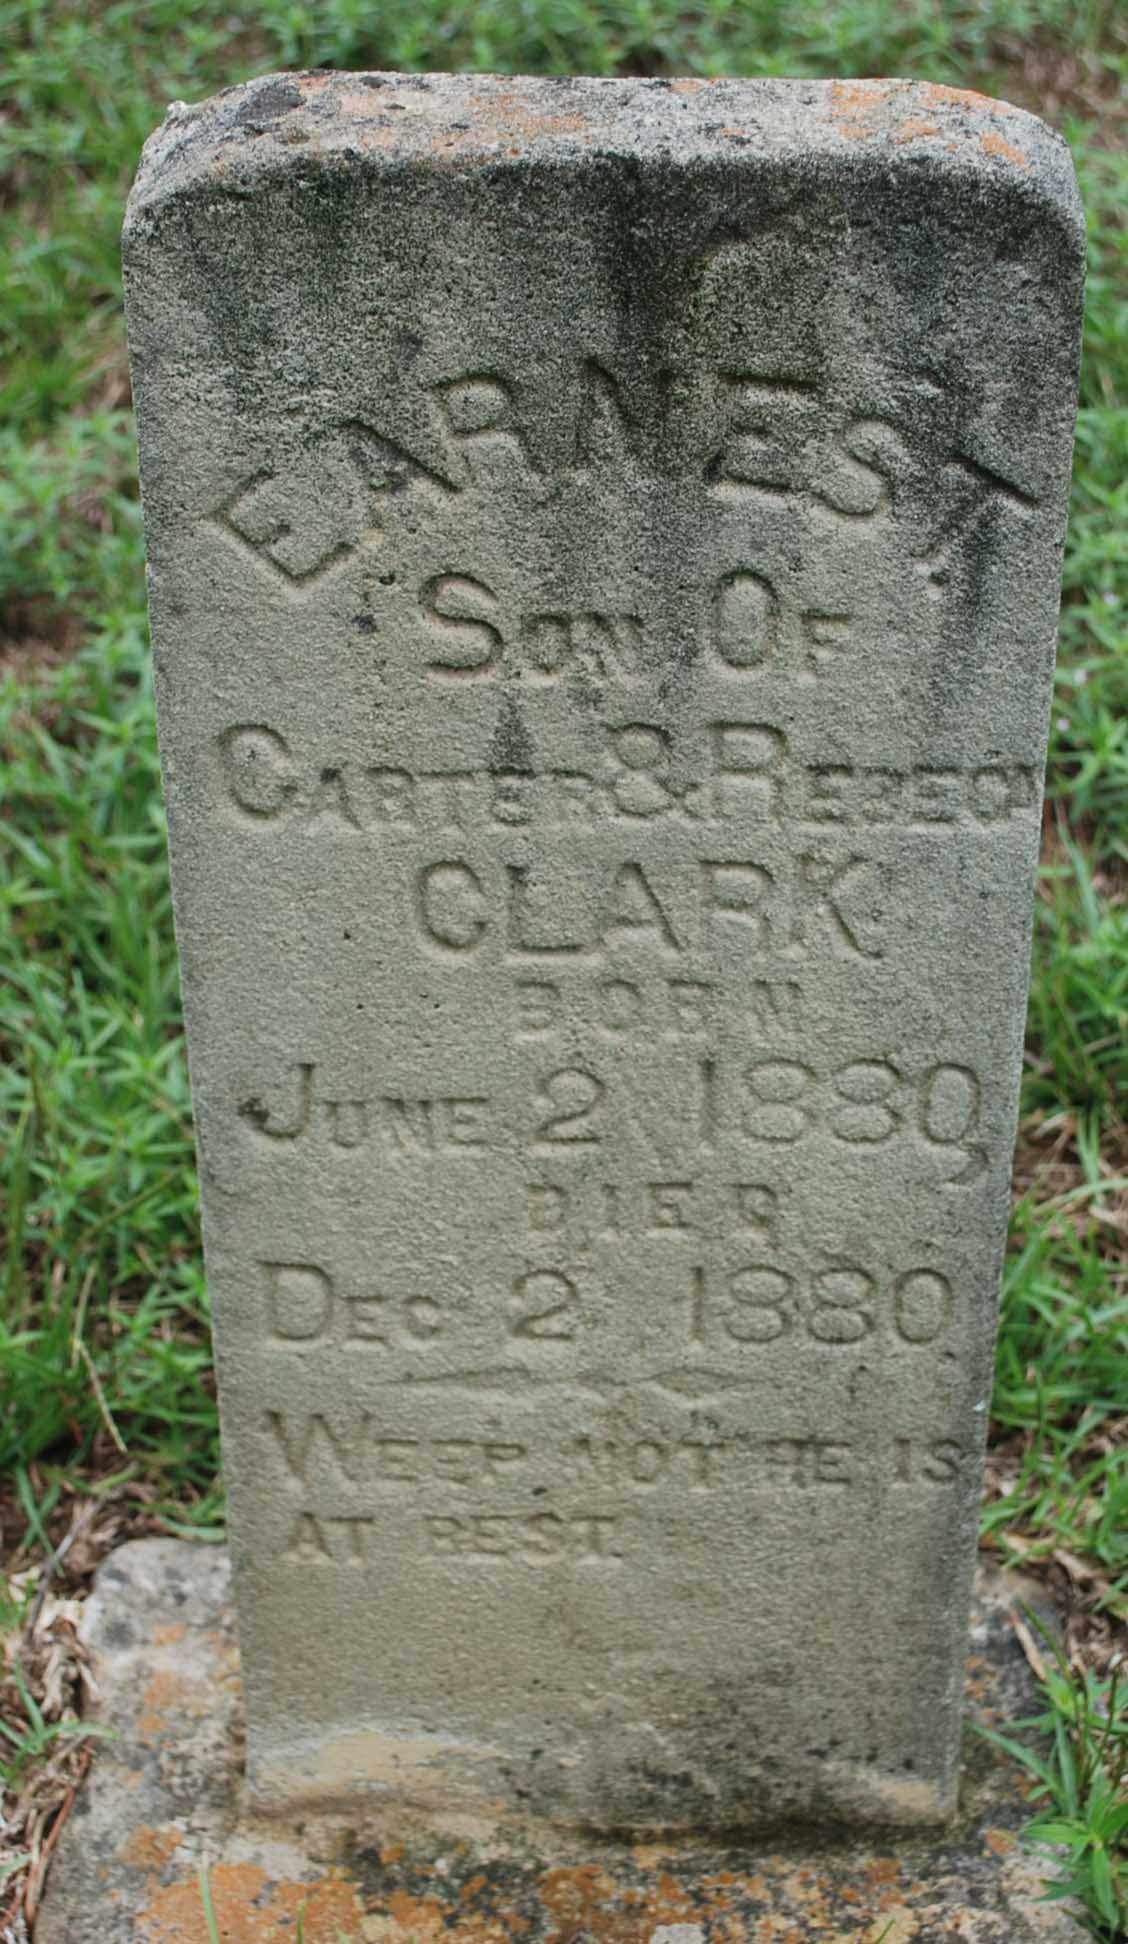 EARNEST,
SON OF
CARTER & REBECA
CLARK
BORN
JUNE 2 1880,
DIED
DEC 2 1880.
WEEP NOT HE IS
AT REST.